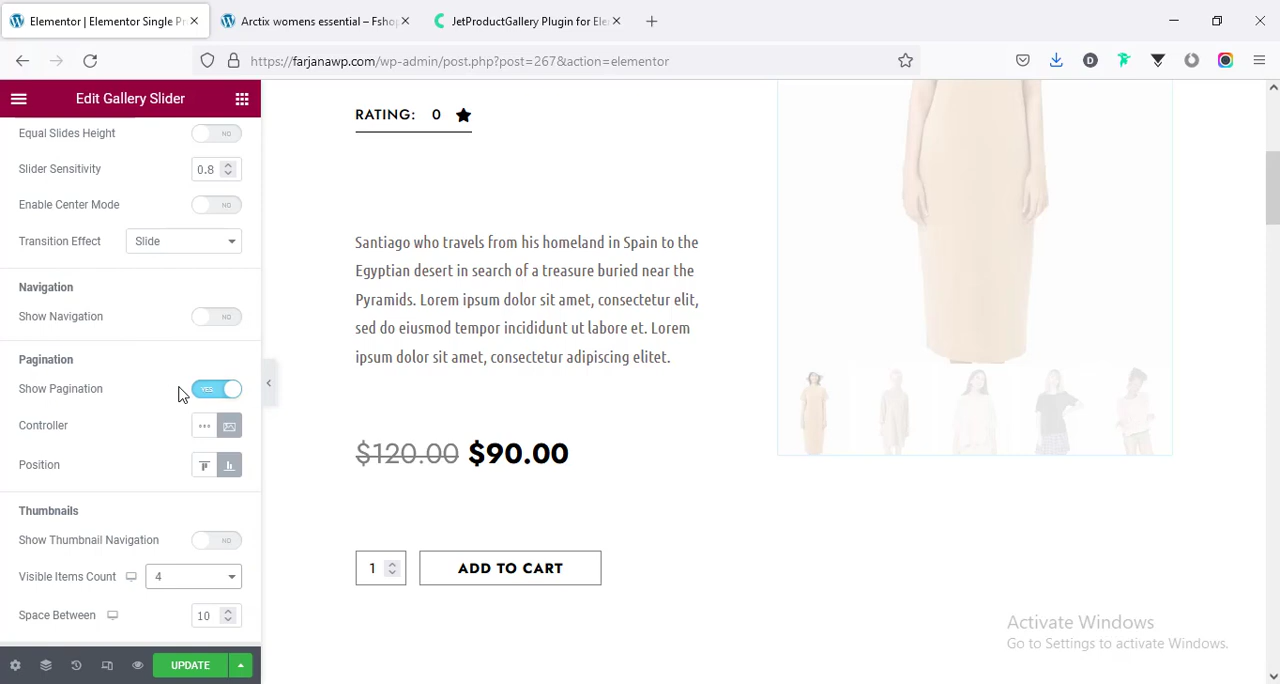 Elementor | Elementor Single Pr
Arctix womens essential – Fshop
JetProductGallery Plugin for Ele
https://farjanawp.com/wp-admin/post.php?post=267&action=elementor
Edit Gallery Slider
Equal Slides Height NO
Slider Sensitivity 0.8
Enable Center Mode NO
Transition Effect Slide
Navigation
Show Navigation NO
Pagination
Show Pagination YES
Controller
Position
Thumbnails
Show Thumbnail Navigation NO
Visible Items Count 4
Space Between 10
UPDATE
RATING: 0
Santiago who travels from his homeland in Spain to the
Egyptian desert in search of a treasure buried near the
Pyramids. Lorem ipsum dolor sit amet, consectetur elit,
sed do eiusmod tempor incididunt ut labore et. Lorem
ipsum dolor sit amet, consectetur adipiscing elitet.
$120.00 $90.00
1 ADD TO CART
Activate Windows
Go to Settings to activate Windows.